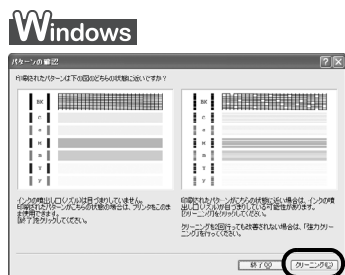 Windows
パターンの確認
印刷されたパターンは下の図のどちらの状態に近いですか?
BK
C
c
M
m
Y
y
インクの噴出し口(ノズル)は目づまりしていません。
印刷されたパターンがこちらの状態の場合は、プリンタをこのま
ま使用できます。
[終了]をクリックしてください。
BK
C
c
M
m
Y
y
印刷されたパターンがこちらの状態に近い場合は、インクの噴
出し口(ノズル)が目づまりしている可能性があります。
[クリーニング]をクリックしてください。
クリーニングを2回行っても改善されない場合は、「強力クリー
ニング」を行ってください。
終了(Q)
クリーニング(C)